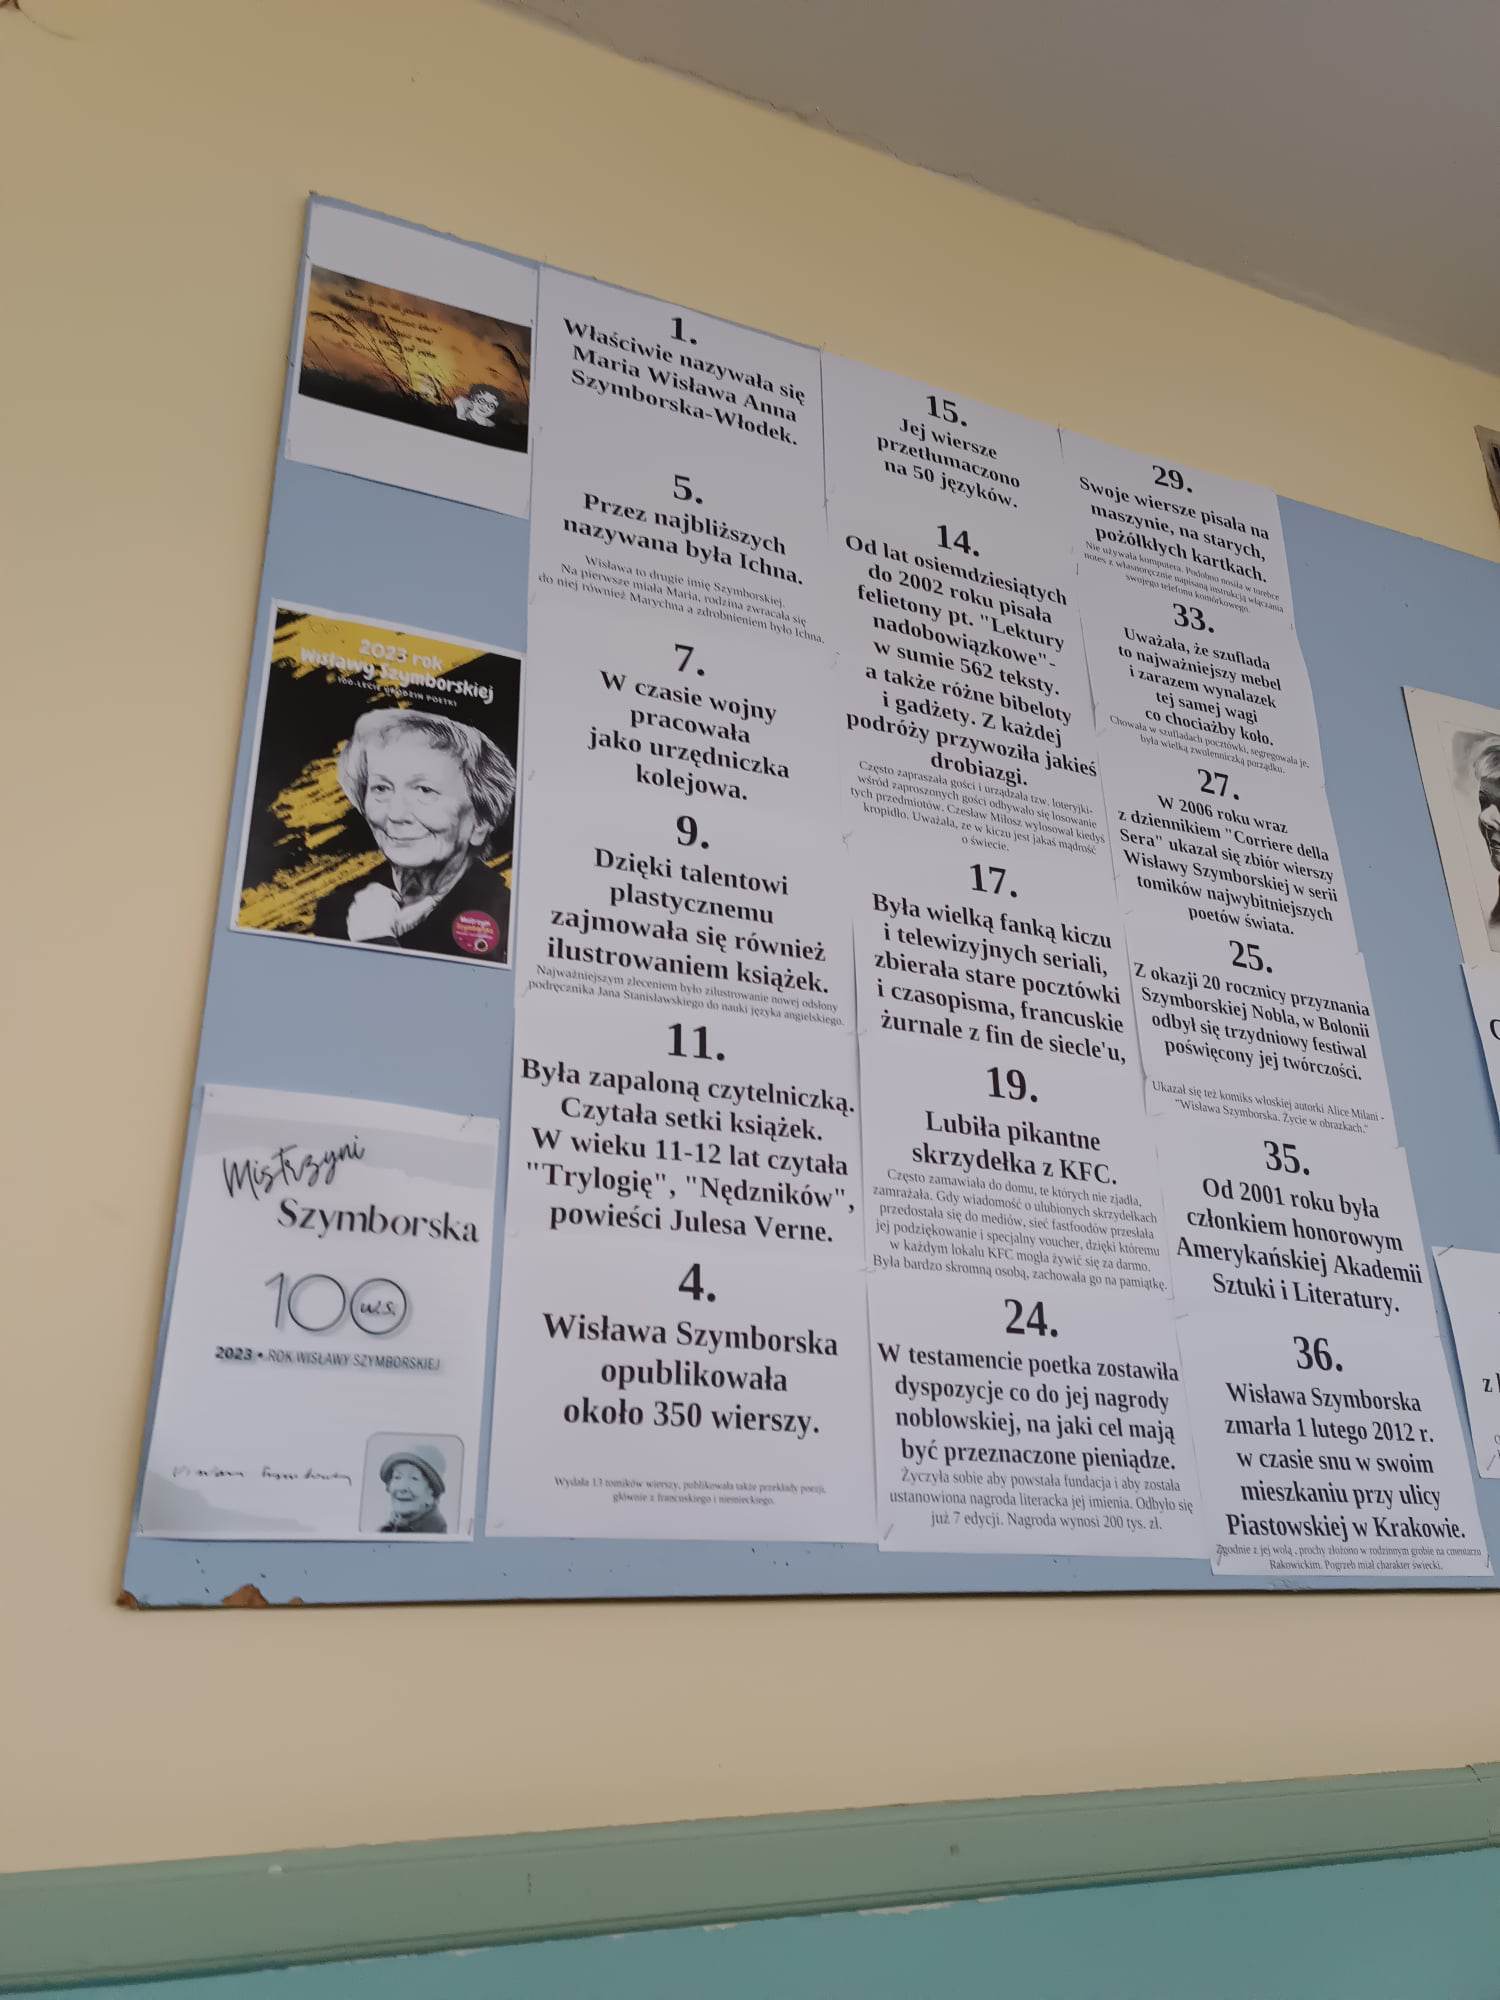 2023 rok
Wisławy Szymborskiej
100-LECIE URODZIN POETKI
Mistrzyni
Szymborska
100
W.S.
2023 • ROK WISŁAWY SZYMBORSKIEJ
1.
Właściwie nazywała się
Maria Wisława Anna
Szymborska-Włodek.
5.
Przez najbliższych
nazywana była Ichna.
Wisława to drugie imię Szymborskiej.
Na pierwsze miała Maria, rodzina zwracała się
do niej również Marychna a zdrobnieniem było Ichna.
7.
W czasie wojny
pracowała
jako urzędniczka
kolejowa.
9.
Dzięki talentowi
plastycznemu
zajmowała się również
ilustrowaniem książek.
Najważniejszym zleceniem było zilustrowanie nowej odsłony
podręcznika Jana Stanisławskiego do nauki języka angielskiego.
11.
Była zapaloną czytelniczką.
Czytała setki książek.
W wieku 11-12 lat czytała
"Trylogię", "Nędzników",
powieści Julesa Verne.
4.
Wisława Szymborska
opublikowała
około 350 wierszy.
Wydała 13 tomików wierszy, publikowała także przekłady poezji,
głównie z francuskiego i niemieckiego.
15.
Jej wiersze
przetłumaczono
na 50 języków.
14.
Od lat osiemdziesiątych
do 2002 roku pisała
felietony pt. "Lektury
nadobowiązkowe"-
w sumie 562 teksty.
a także różne bibeloty
i gadżety. Z każdej
podróży przywoziła jakieś
drobiazgi.
Często zapraszała gości i urządzała tzw. loteryjki-
wśród zaproszonych gości odbywało się losowanie
tych przedmiotów. Czesław Miłosz wylosował kiedyś
kropidło. Uważała, ze w kiczu jest jakaś mądrość
o świecie.
17.
Była wielką fanką kiczu
i telewizyjnych seriali,
zbierała stare pocztówki
i czasopisma, francuskie
żurnale z fin de siecle'u,
19.
Lubiła pikantne
skrzydełka z KFC.
Często zamawiała do domu, te których nie zjadła,
zamrażała. Gdy wiadomość o ulubionych skrzydełkach
przedostała się do mediów, sieć fastfoodów przesłała
jej podziękowanie i specjalny voucher, dzięki któremu
w każdym lokalu KFC mogła żywić się za darmo.
Była bardzo skromną osobą, zachowała go na pamiątkę.
24.
W testamencie poetka zostawiła
dyspozycje co do jej nagrody
noblowskiej, na jaki cel mają
być przeznaczone pieniądze.
Życzyła sobie aby powstała fundacja i aby została
ustanowiona nagroda literacka jej imienia. Odbyło się
już 7 edycji. Nagroda wynosi 200 tys. zł.
29.
Swoje wiersze pisała na
maszynie, na starych,
pożółkłych kartkach.
Nie używała komputera. Podobno nosiła w torebce
notes z własnoręcznie napisaną instrukcją włączania
swojego telefonu komórkowego.
33.
Uważała, że szuflada
to najważniejszy mebel
i zarazem wynalazek
tej samej wagi
co chociażby koło.
Chowała w szufladach pocztówki, segregowała je,
była wielką zwolenniczką porządku.
27.
W 2006 roku wraz
z dziennikiem "Corriere della
Sera" ukazał się zbiór wierszy
Wisławy Szymborskiej w serii
tomików najwybitniejszych
poetów świata.
25.
Z okazji 20 rocznicy przyznania
Szymborskiej Nobla, w Bolonii
odbył się trzydniowy festiwal
poświęcony jej twórczości.
Ukazał się też komiks włoskiej autorki Alice Milani -
"Wisława Szymborska. Życie w obrazkach."
35.
Od 2001 roku była
członkiem honorowym
Amerykańskiej Akademii
Sztuki i Literatury.
36.
Wisława Szymborska
zmarła 1 lutego 2012 r.
w czasie snu w swoim
mieszkaniu przy ulicy
Piastowskiej w Krakowie.
Zgodnie z jej wolą , prochy złożono w rodzinnym grobie na cmentarzu
Rakowickim. Pogrzeb miał charakter świecki.